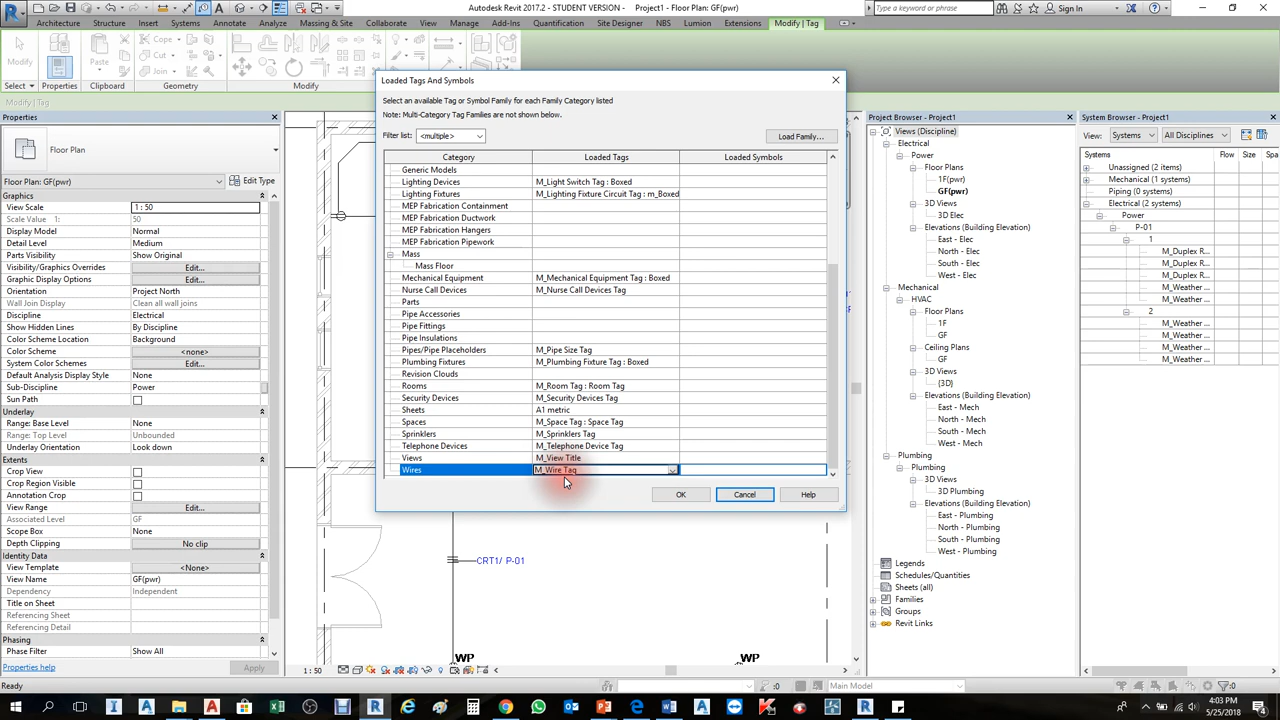 Autodesk Revit 2017.2 - STUDENT VERSION - Project1 - Floor Plan: GF(pwr)
Type a keyword or phrase
Sign In
Architecture Structure Insert Systems Annotate Analyze Massing & Site Collaborate View Manage Add-Ins Quantification Site Designer NBS Lumion Extensions Modify | Tag
Modify
Paste
Cope
Cut
Join
Select Properties Clipboard Geometry Modify
Modify | Tag
Properties
Floor Plan
Floor Plan: GF(pwr)
Edit Type
Graphics
View Scale 1 : 50
Scale Value 1: 50
Display Model Normal
Detail Level Medium
Parts Visibility Show Original
Visibility/Graphics Overrides Edit...
Graphic Display Options Edit...
Orientation Project North
Wall Join Display Clean all wall joins
Discipline Electrical
Show Hidden Lines By Discipline
Color Scheme Location Background
Color Scheme <none>
System Color Schemes Edit...
Default Analysis Display Style None
Sub-Discipline Power
Sun Path
Underlay
Range: Base Level None
Range: Top Level Unbounded
Underlay Orientation Look down
Extents
Crop View
Crop Region Visible
Annotation Crop
View Range Edit...
Associated Level GF
Scope Box None
Depth Clipping No clip
Identity Data
View Template <None>
View Name GF(pwr)
Dependency Independent
Title on Sheet
Referencing Sheet
Referencing Detail
Phasing
Phase Filter Show All
Properties help
Apply
Loaded Tags And Symbols
Select an available Tag or Symbol Family for each Family Category listed
Note: Multi-Category Tag Families are not shown below.
Filter list: <multiple>
Load Family...
Category Loaded Tags Loaded Symbols
Generic Models
Lighting Devices M_Light Switch Tag : Boxed
Lighting Fixtures M_Lighting Fixture Circuit Tag : m_Boxed
MEP Fabrication Containment
MEP Fabrication Ductwork
MEP Fabrication Hangers
MEP Fabrication Pipework
Mass
Mass Floor
Mechanical Equipment M_Mechanical Equipment Tag : Boxed
Nurse Call Devices M_Nurse Call Devices Tag
Parts
Pipe Accessories
Pipe Fittings
Pipe Insulations
Pipes/Pipe Placeholders M_Pipe Size Tag
Plumbing Fixtures M_Plumbing Fixture Tag : Boxed
Revision Clouds
Rooms M_Room Tag : Room Tag
Security Devices M_Security Devices Tag
Sheets A1 metric
Spaces M_Space Tag : Space Tag
Sprinklers M_Sprinklers Tag
Telephone Devices M_Telephone Device Tag
Views M_View Title
Wires M_Wire Tag
OK Cancel Help
CRT1/ P-01
WP WP
1 : 50
Project Browser - Project1
Views (Discipline)
Electrical
Power
Floor Plans
1F(pwr)
GF(pwr)
3D Views
3D Elec
Elevations (Building Elevation)
East - Elec
North - Elec
South - Elec
West - Elec
Mechanical
HVAC
Floor Plans
1F
GF
Ceiling Plans
GF
3D Views
{3D}
Elevations (Building Elevation)
East - Mech
North - Mech
South - Mech
West - Mech
Plumbing
Plumbing
3D Views
3D Plumbing
Elevations (Building Elevation)
East - Plumbing
North - Plumbing
South - Plumbing
West - Plumbing
Legends
Schedules/Quantities
Sheets (all)
Families
Groups
Revit Links
System Browser - Project1
View: Systems All Disciplines
Systems Flow Size Spa
Unassigned (2 items)
Mechanical (1 systems)
Piping (0 systems)
Electrical (2 systems)
Power
P-01
1
M_Duplex R...
M_Duplex R...
M_Weather ...
M_Weather ...
2
M_Weather ...
M_Weather ...
M_Weather ...
M_Weather ...
Ready
:0
Main Model
:0
4:03 PM
5/25/2018